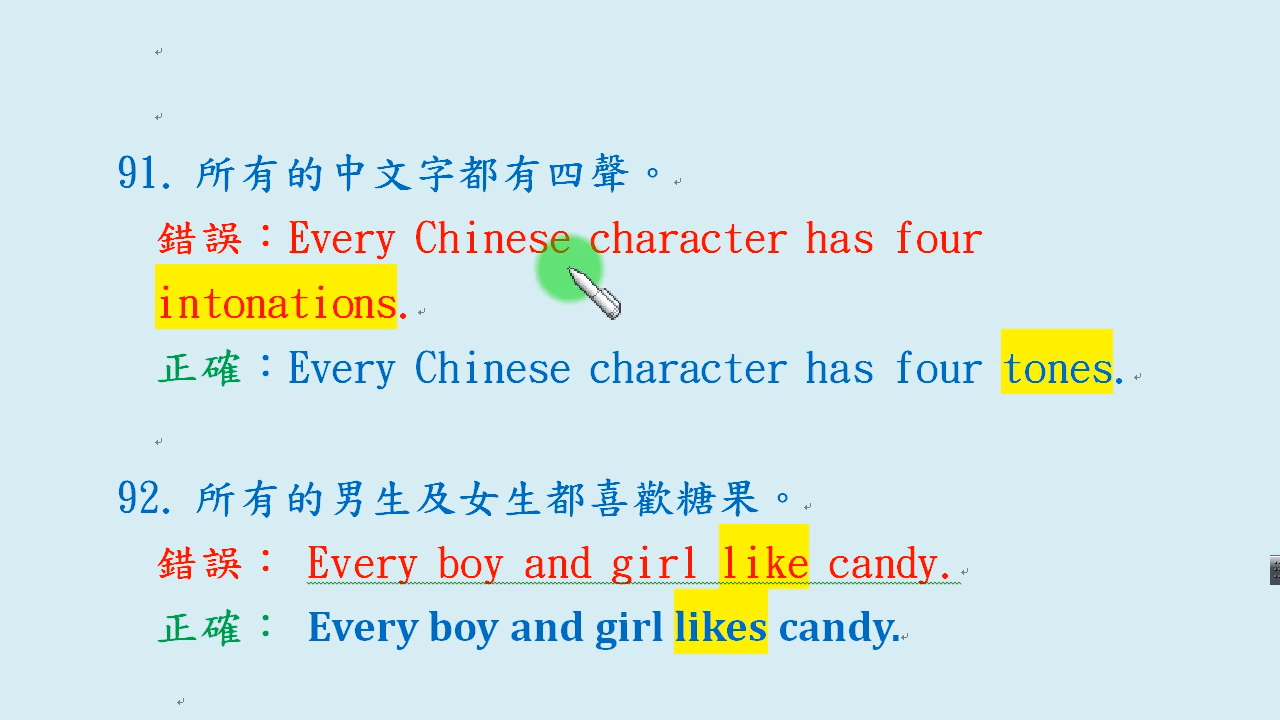 91. 所有的中文字都有四聲。
錯誤：Every Chinese character has four
intonations.
正確：Every Chinese character has four tones.
92. 所有的男生及女生都喜歡糖果。
錯誤： Every boy and girl like candy.
正確： Every boy and girl likes candy.